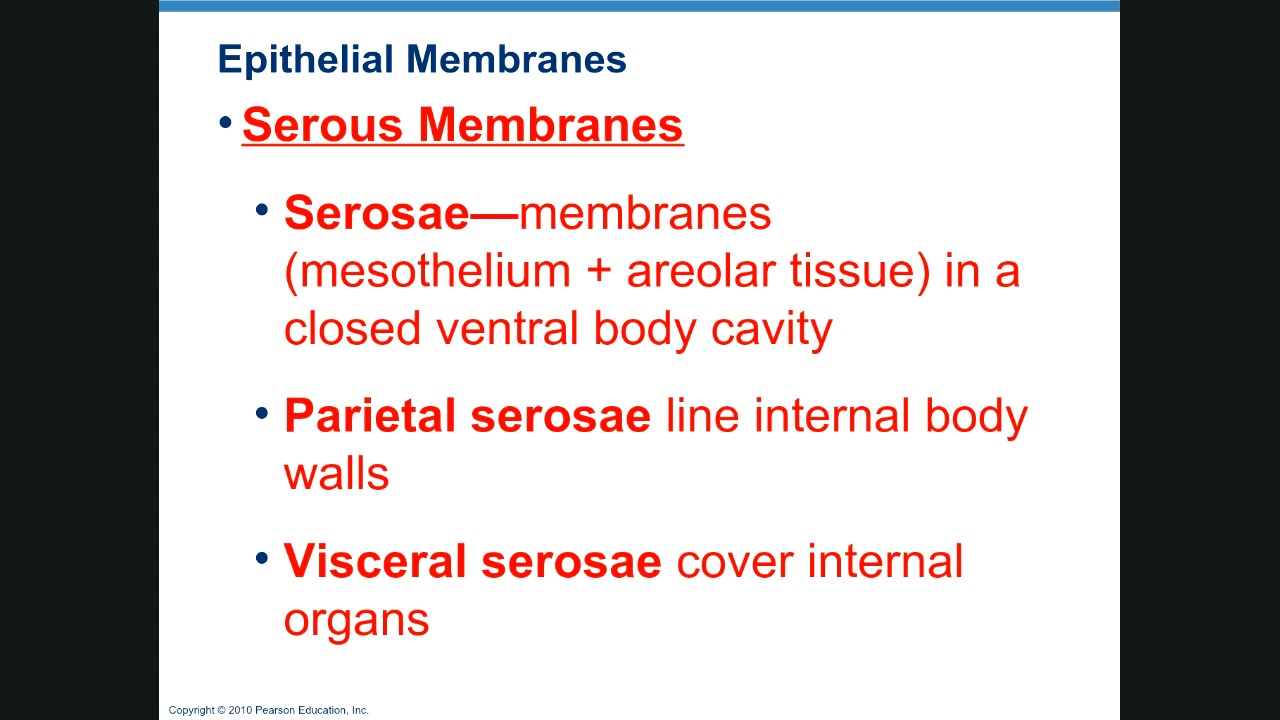 Epithelial Membranes
• Serous Membranes
• Serosae—membranes
(mesothelium + areolar tissue) in a
closed ventral body cavity
• Parietal serosae line internal body
walls
• Visceral serosae cover internal
organs
Copyright © 2010 Pearson Education, Inc.